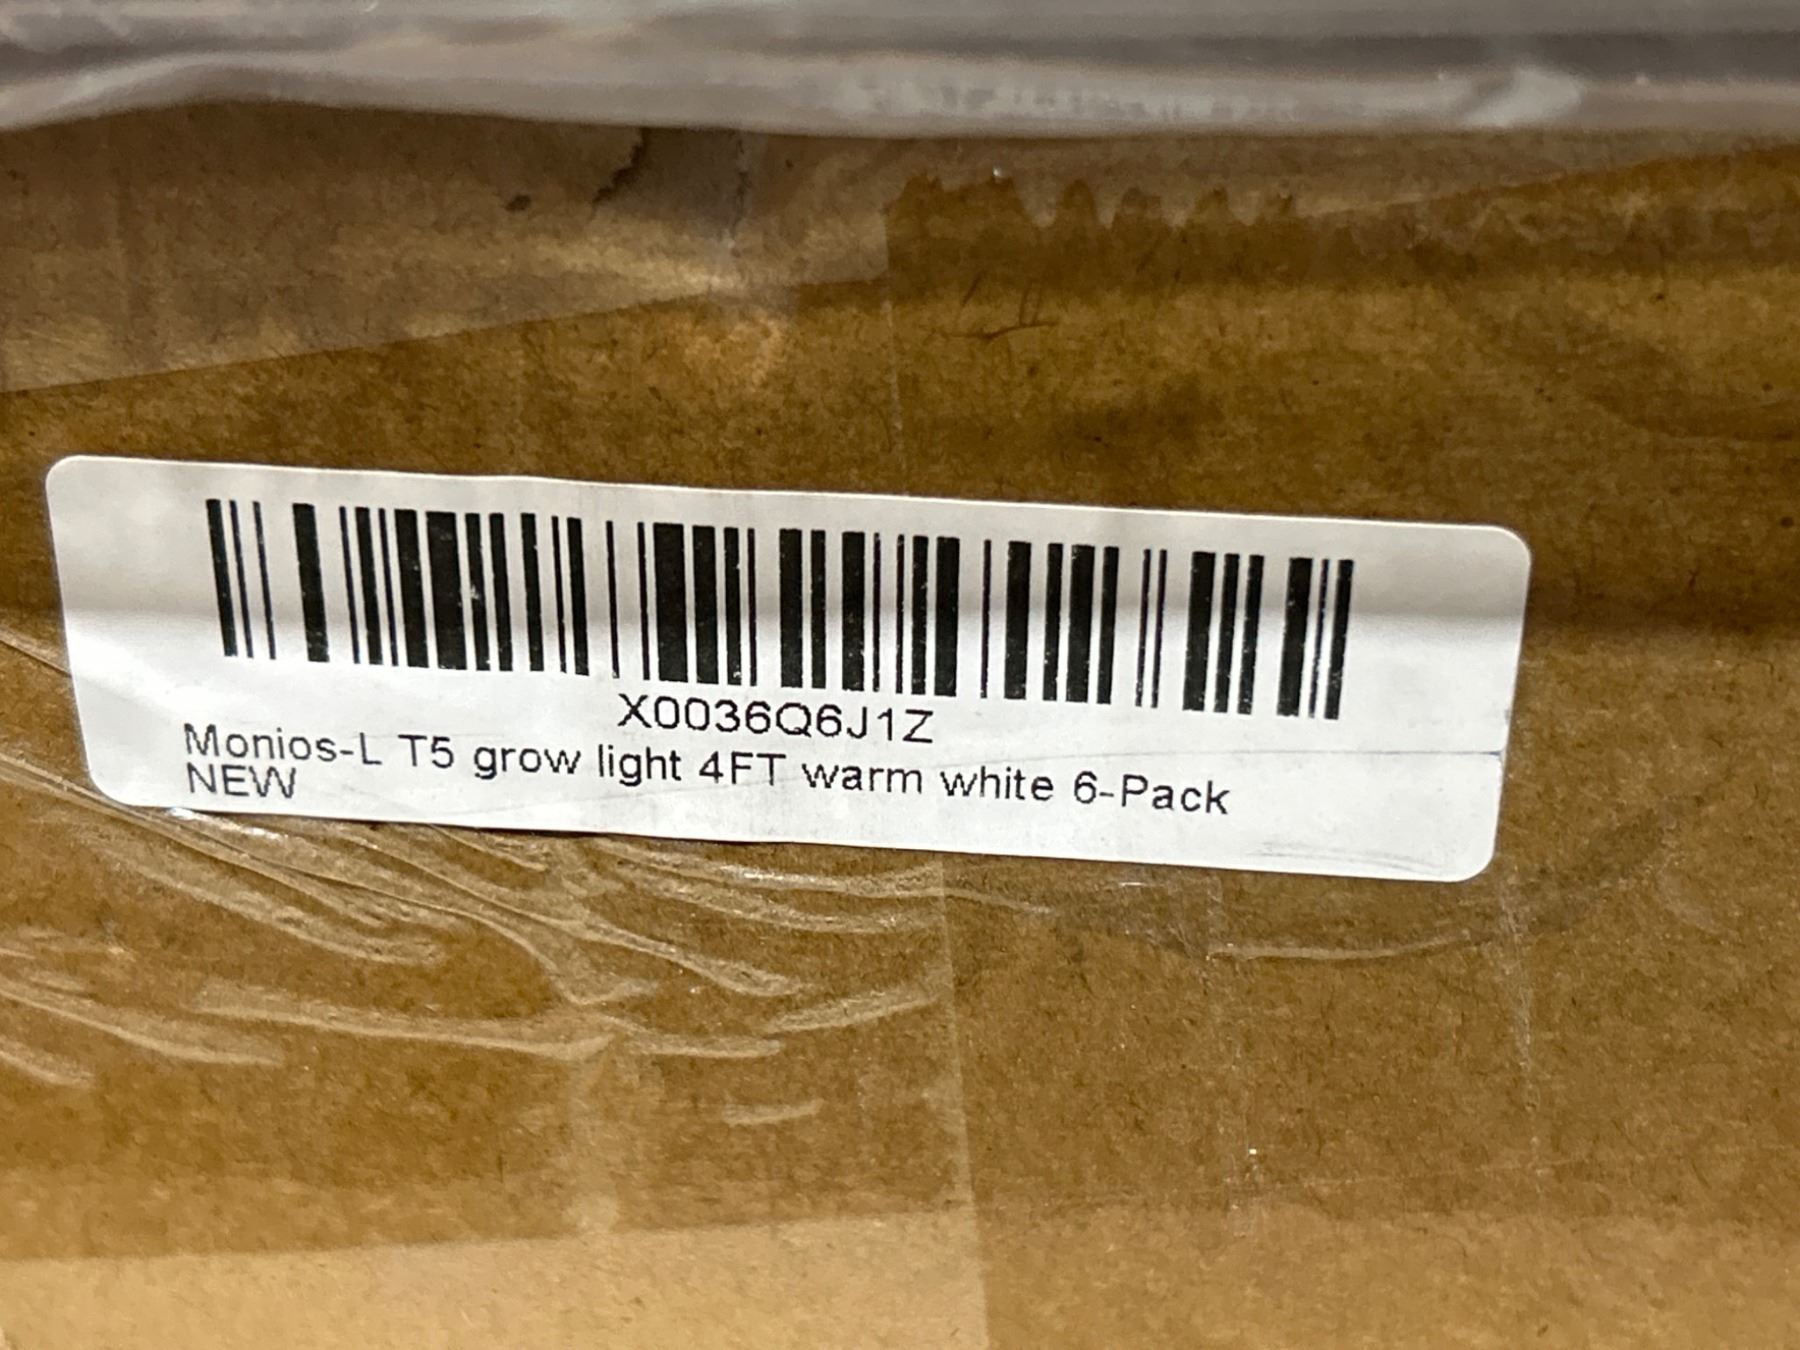 X0036Q6J1Z
Monios-L T5 grow light 4FT warm white 6-Pack
NEW